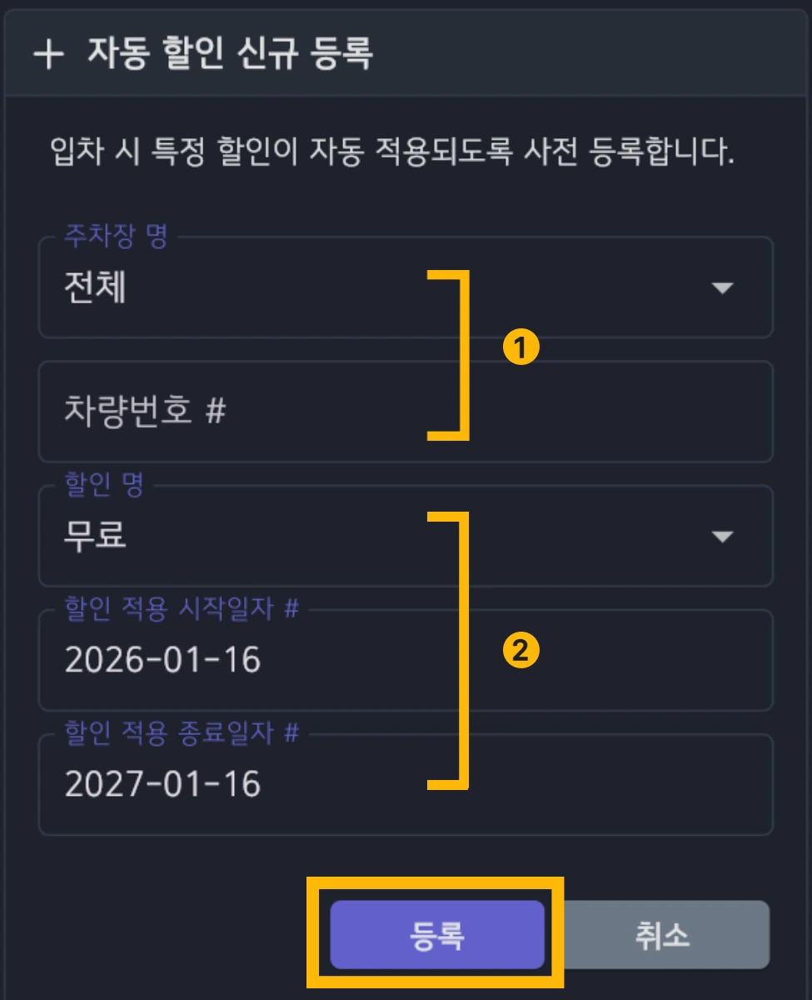 + 자동 할인 신규 등록
입차 시 특정 할인이 자동 적용되도록 사전 등록합니다.
주차장 명
전체
1
차량번호 #
할인 명
무료
할인 적용 시작일자 #
2026-01-16
2
할인 적용 종료일자 #
2027-01-16
등록 취소